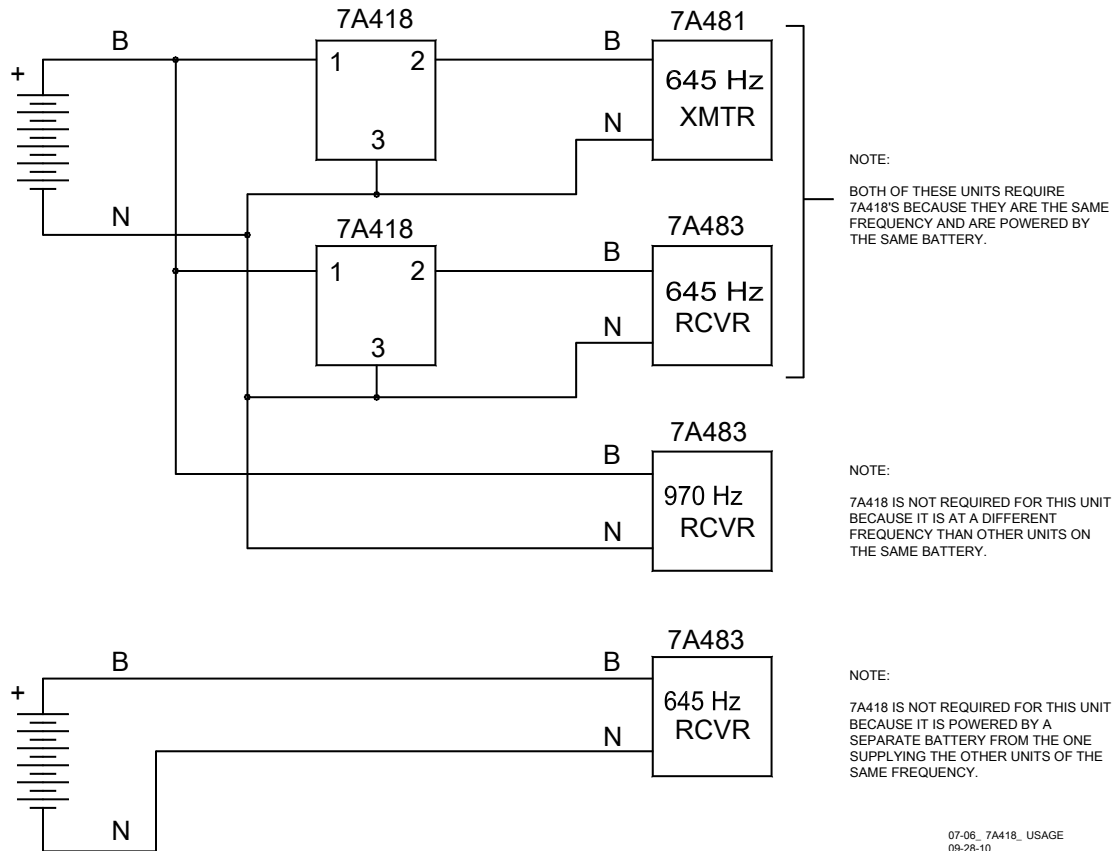 7A418
7A481
B
B
+
1 2
645 Hz
XMTR
3
N
N
NOTE:
BOTH OF THESE UNITS REQUIRE
7A418'S BECAUSE THEY ARE THE SAME
FREQUENCY AND ARE POWERED BY
THE SAME BATTERY.
7A418
7A483
B
1 2
645 Hz
RCVR
3
N
7A483
B
970 Hz
RCVR
N
NOTE:
7A418 IS NOT REQUIRED FOR THIS UNIT
BECAUSE IT IS AT A DIFFERENT
FREQUENCY THAN OTHER UNITS ON
THE SAME BATTERY.
7A483
B
B
+
645 Hz
RCVR
N
N
NOTE:
7A418 IS NOT REQUIRED FOR THIS UNIT
BECAUSE IT IS POWERED BY A
SEPARATE BATTERY FROM THE ONE
SUPPLYING THE OTHER UNITS OF THE
SAME FREQUENCY.
07-06_ 7A418_ USAGE
09-28-10